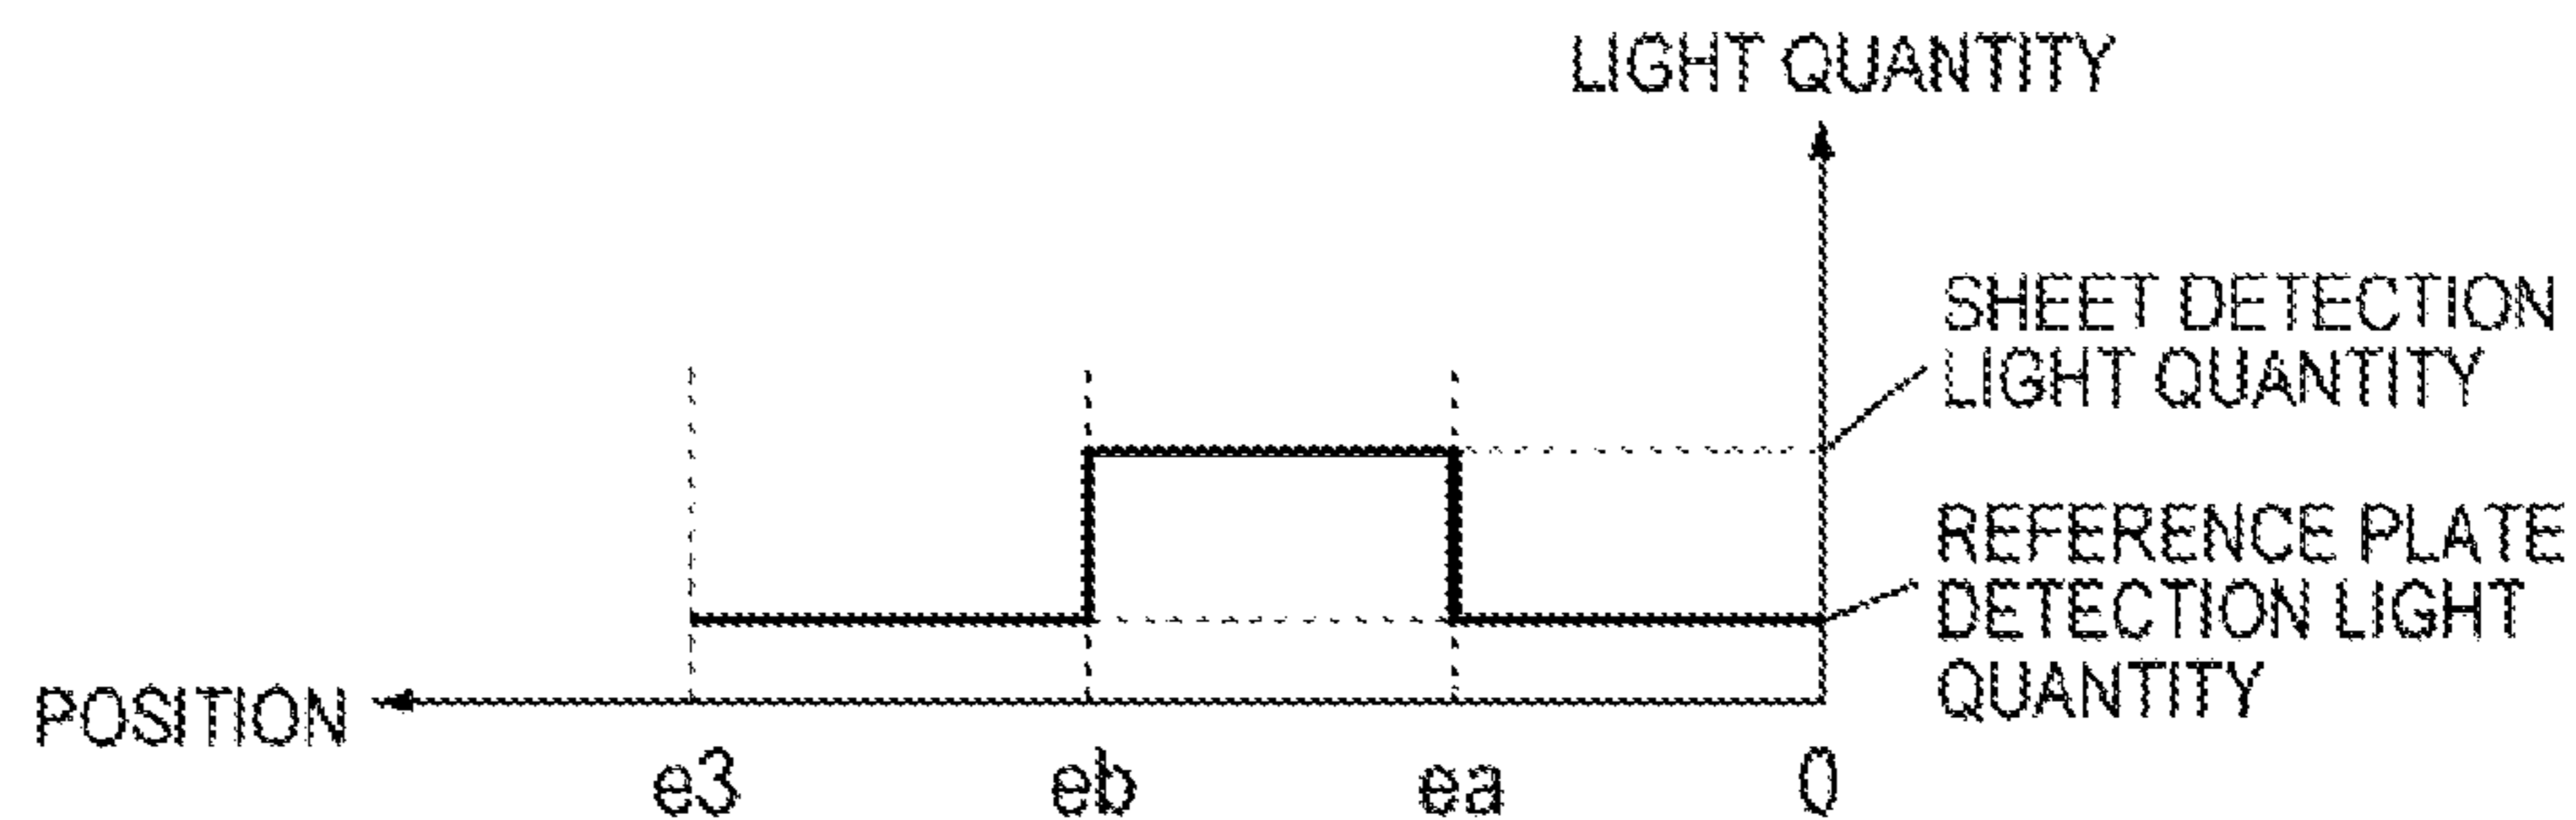 LIGHT QUANTITY
SHEET DETECTION
LIGHT QUANTITY
REFERENCE PLATE
DETECTION LIGHT
QUANTITY
POSITION
e3 eb ea 0